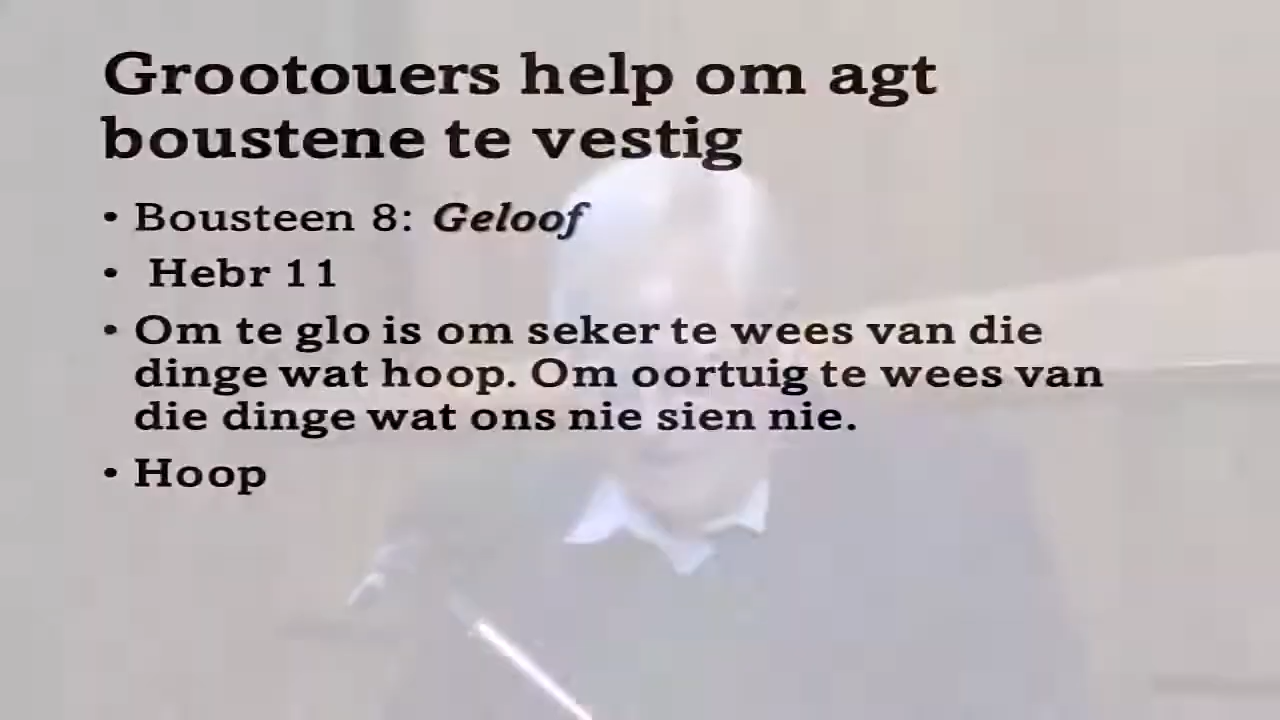 Grootouers help om agt
boustene te vestig
• Bousteen 8: Geloof
• Hebr 11
• Om te glo is om seker te wees van die
dinge wat hoop. Om oortuig te wees van
die dinge wat ons nie sien nie.
• Hoop